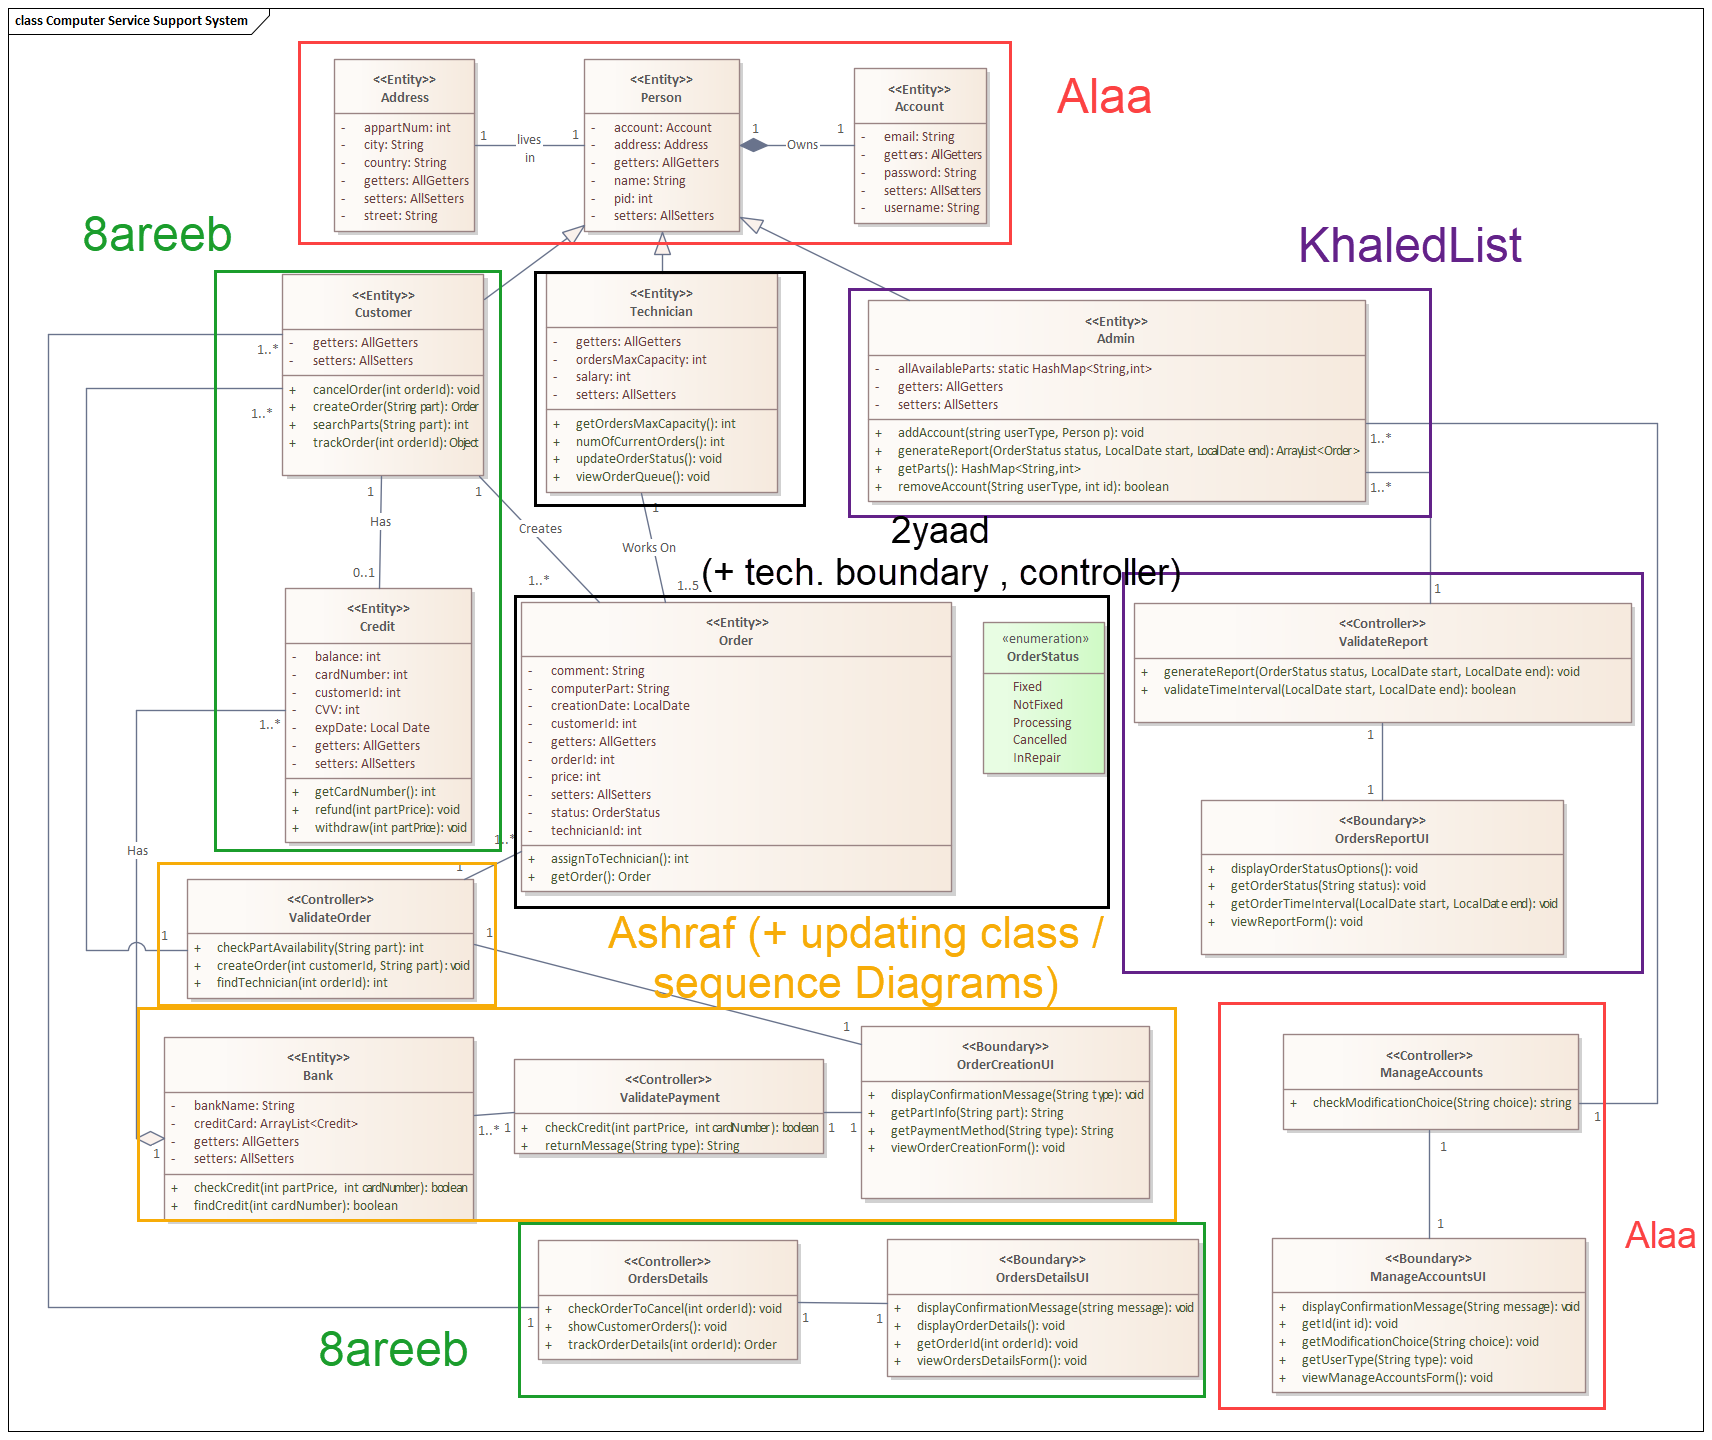 class Computer Service Support System
Alaa
<<Entity>>
Address
- appartNum: int
- city: String
- country: String
- getters: AllGetters
- setters: AllSetters
- street: String
1
lives
in
1
<<Entity>>
Person
- account: Account
- address: Address
- getters: AllGetters
- name: String
- pid: int
- setters: AllSetters
1
Owns
1
<<Entity>>
Account
- email: String
- getters: AllGetters
- password: String
- setters: AllSetters
- username: String
8areeb
KhaledList
<<Entity>>
Customer
- getters: AllGetters
- setters: AllSetters
+ cancelOrder(int orderId): void
+ createOrder(String part): Order
+ searchParts(String part): int
+ trackOrder(int orderId): Object
1..*
1..*
1
1
<<Entity>>
Technician
- getters: AllGetters
- ordersMaxCapacity: int
- salary: int
- setters: AllSetters
+ getOrdersMaxCapacity(): int
+ numOfCurrentOrders(): int
+ updateOrderStatus(): void
+ viewOrderQueue(): void
1
<<Entity>>
Admin
- allAvailableParts: static HashMap<String,int>
- getters: AllGetters
- setters: AllSetters
+ addAccount(string userType, Person p): void
+ generateReport(OrderStatus status, LocalDate start, LocalDate end): ArrayList<Order>
+ getParts(): HashMap<String,int>
+ removeAccount(String userType, int id): boolean
1..*
1..*
Has
Creates
Works On
0..1
1..*
1..5
2yaad
(+ tech. boundary , controller)
<<Entity>>
Credit
- balance: int
- cardNumber: int
- customerId: int
- CVV: int
- expDate: Local Date
- getters: AllGetters
- setters: AllSetters
+ getCardNumber(): int
+ refund(int partPrice): void
+ withdraw(int partPrice): void
1..*
Has
<<Entity>>
Order
- comment: String
- computerPart: String
- creationDate: LocalDate
- customerId: int
- getters: AllGetters
- orderId: int
- price: int
- setters: AllSetters
- status: OrderStatus
- technicianId: int
+ assignToTechnician(): int
+ getOrder(): Order
1..*
1
«enumeration»
OrderStatus
Fixed
NotFixed
Processing
Cancelled
InRepair
1
<<Controller>>
ValidateReport
+ generateReport(OrderStatus status, LocalDate start, LocalDate end): void
+ validateTimeInterval(LocalDate start, LocalDate end): boolean
1
1
<<Boundary>>
OrdersReportUI
+ displayOrderStatusOptions(): void
+ getOrderStatus(String status): void
+ getOrderTimeInterval(LocalDate start, LocalDate end): void
+ viewReportForm(): void
<<Controller>>
ValidateOrder
+ checkPartAvailability(String part): int
+ createOrder(int customerId, String part): void
+ findTechnician(int orderId): int
1
1
Ashraf (+ updating class /
sequence Diagrams)
<<Entity>>
Bank
- bankName: String
- creditCard: ArrayList<Credit>
- getters: AllGetters
- setters: AllSetters
+ checkCredit(int partPrice, int cardNumber): boolean
+ findCredit(int cardNumber): boolean
1
1..*
1
<<Controller>>
ValidatePayment
+ checkCredit(int partPrice, int cardNumber): boolean
+ returnMessage(String type): String
1
1
1
<<Boundary>>
OrderCreationUI
+ displayConfirmationMessage(String type): void
+ getPartInfo(String part): String
+ getPaymentMethod(String type): String
+ viewOrderCreationForm(): void
<<Controller>>
ManageAccounts
+ checkModificationChoice(String choice): string
1
1
1
Alaa
<<Boundary>>
ManageAccountsUI
+ displayConfirmationMessage(String message): void
+ getId(int id): void
+ getModificationChoice(String choice): void
+ getUserType(String type): void
+ viewManageAccountsForm(): void
8areeb
<<Controller>>
OrdersDetails
+ checkOrderToCancel(int orderId): void
+ showCustomerOrders(): void
+ trackOrderDetails(int orderId): Order
1
1
1
<<Boundary>>
OrdersDetailsUI
+ displayConfirmationMessage(string message): void
+ displayOrderDetails(): void
+ getOrderId(int orderId): void
+ viewOrdersDetailsForm(): void